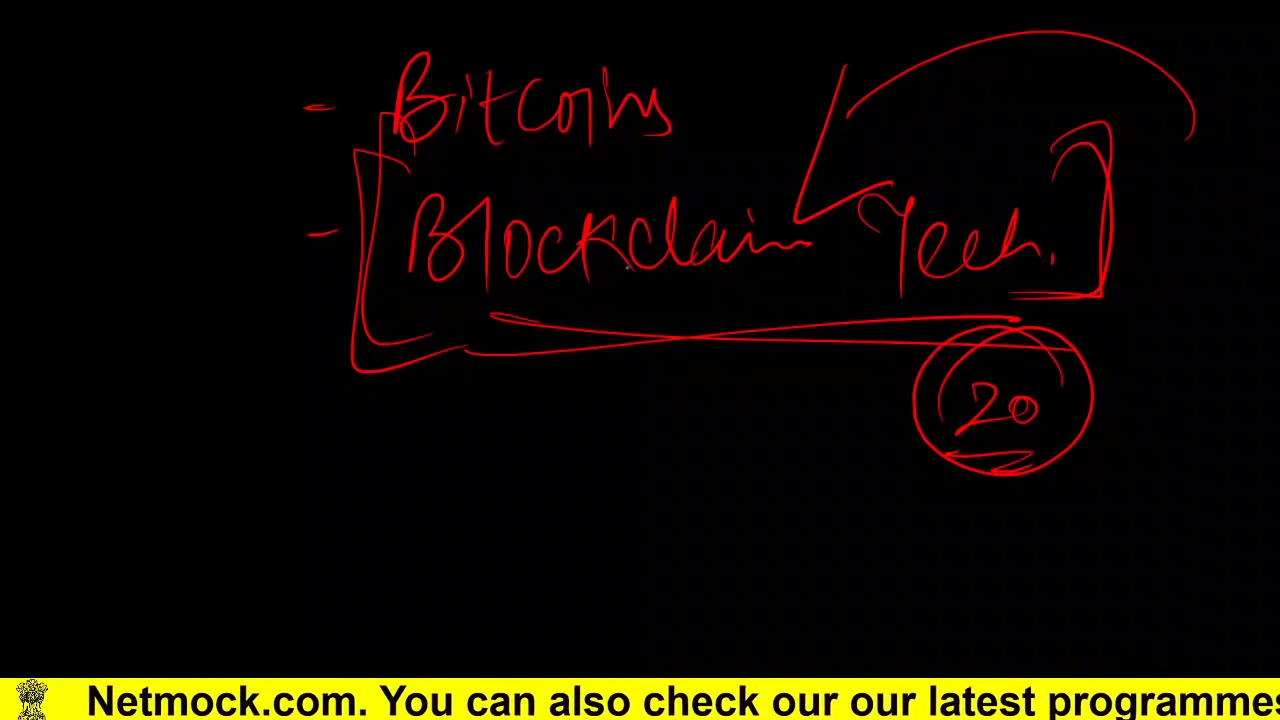 - Bitcoins
- Blockchain Tech.
20
Netmock.com. You can also check our our latest programmes